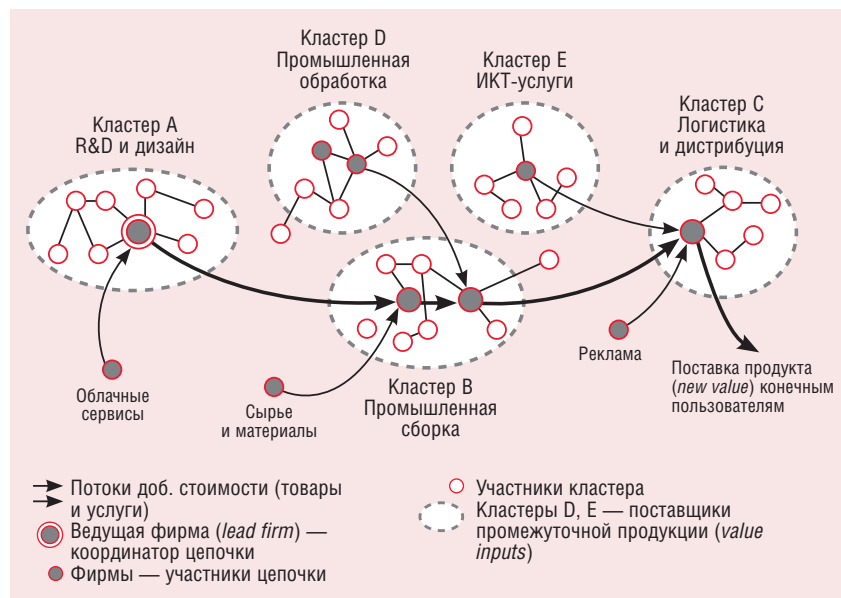 Кластер D
Промышленная
обработка
Кластер E
ИКТ-услуги
Кластер C
Логистика
и дистрибуция
Кластер A
R&D и дизайн
Облачные
сервисы
Сырье
и материалы
Кластер B
Промышленная
сборка
Реклама
Поставка продукта
(new value) конечным
пользователям
Потоки доб. стоимости (товары
и услуги)
Ведущая фирма (lead firm) —
координатор цепочки
Фирмы — участники цепочки
Участники кластера
Кластеры D, E — поставщики
промежуточной продукции (value
inputs)